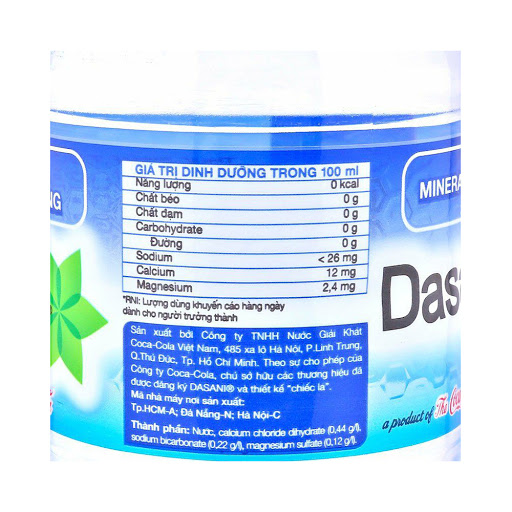 GIÁ TRỊ DINH DƯỠNG TRONG 100 ml
Năng lượng 0 kcal
Chất béo 0 g
Chất đạm 0 g
Carbohydrate 0 g
Đường 0 g
Sodium < 26 mg
Calcium 12 mg
Magnesium 2,4 mg
*RNI: Lượng dùng khuyến cáo hàng ngày
dành cho người trưởng thành
Sản xuất bởi Công ty TNHH Nước Giải Khát
Coca-Cola Việt Nam, 485 xa lộ Hà Nội, P. Linh Trung,
Q.Thủ Đức, Tp. Hồ Chí Minh. Theo sự cho phép của
Công ty Coca-Cola, chủ sở hữu các thương hiệu đã
được đăng ký DASANI® và thiết kế "chiếc lá".
Mã nhà máy nơi sản xuất:
Tp.HCM-A; Đà Nẵng-N; Hà Nội-C
Thành phần: Nước, calcium chloride dihydrate (0,44 g/l),
sodium bicarbonate (0,22 g/l), magnesium sulfate (0,12 g/l).
NG
MINERA
Dasa
a product of The Coca